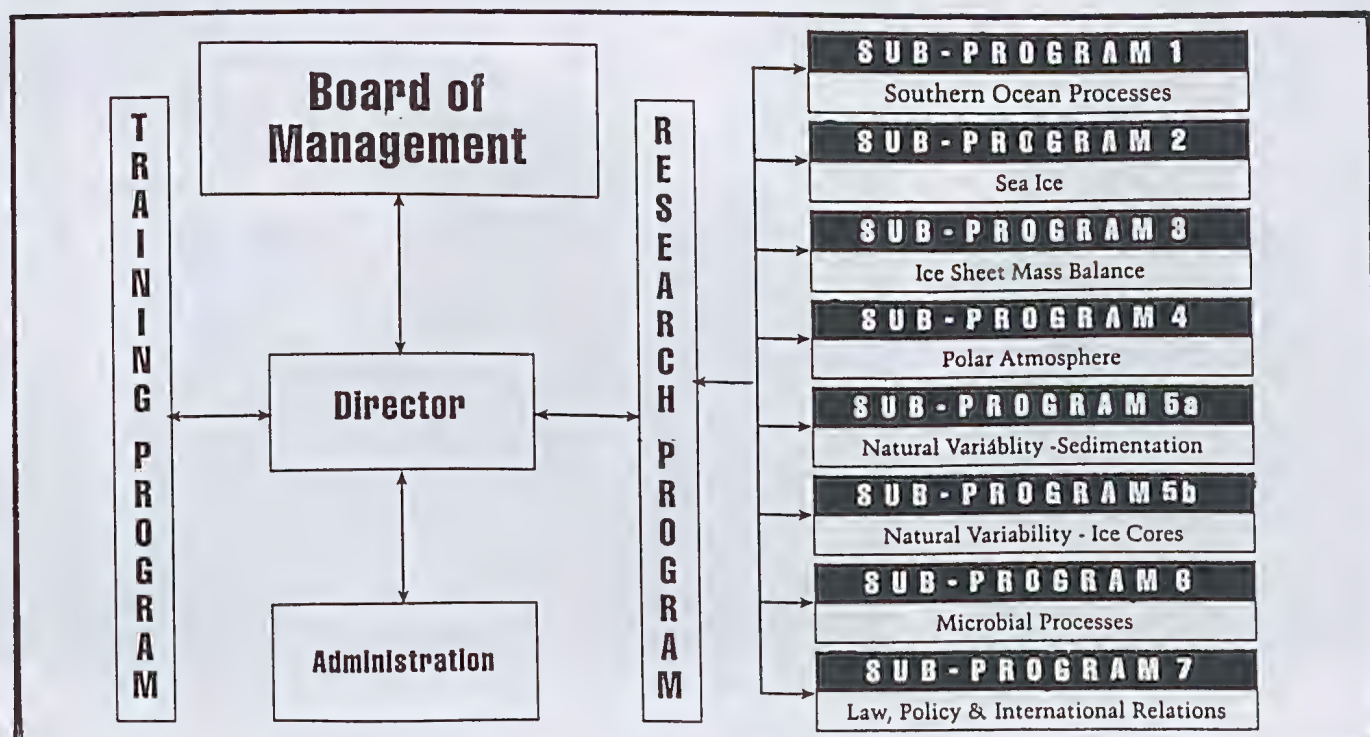 Board of
Management
TRAINING PROGRAM
Director
Administration
RESEARCH PROGRAM
SUB-PROGRAM 1
Southern Ocean Processes
SUB-PROGRAM 2
Sea Ice
SUB-PROGRAM 3
Ice Sheet Mass Balance
SUB-PROGRAM 4
Polar Atmosphere
SUB-PROGRAM 5a
Natural Variáblity -Sedimentation
SUB-PROGRAM 5b
Natural Variability - Ice Cores
SUB-PROGRAM 6
Microbial Processes
SUB-PROGRAM 7
Law, Policy & International Relations